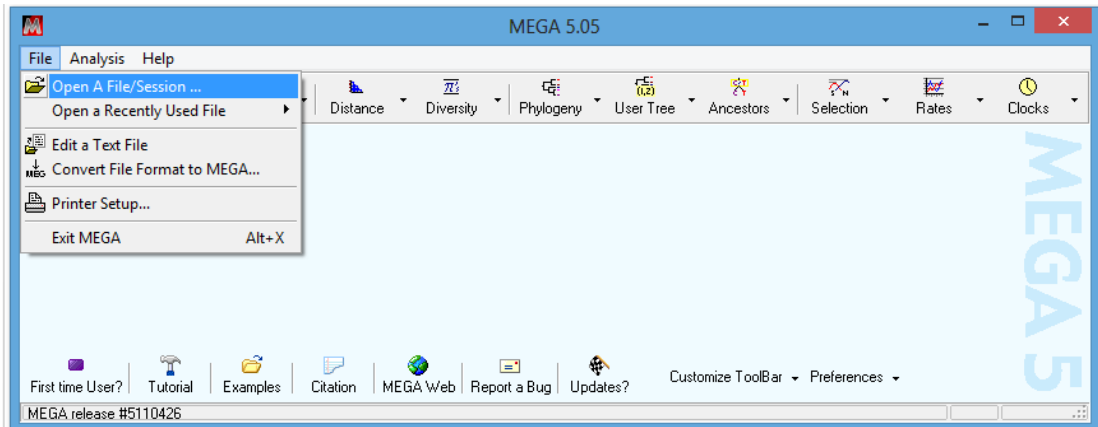 MEGA 5.05
File Analysis Help
Open A File/Session ...
Open a Recently Used File
Edit a Text File
MEG
Convert File Format to MEGA...
Printer Setup...
Exit MEGA Alt+X
Distance Diversity Phylogeny User Tree Ancestors Selection Rates Clocks
MEGA 5
First time User? Tutorial Examples Citation MEGA Web Report a Bug Updates? Customize ToolBar Preferences
MEGA release #5110426